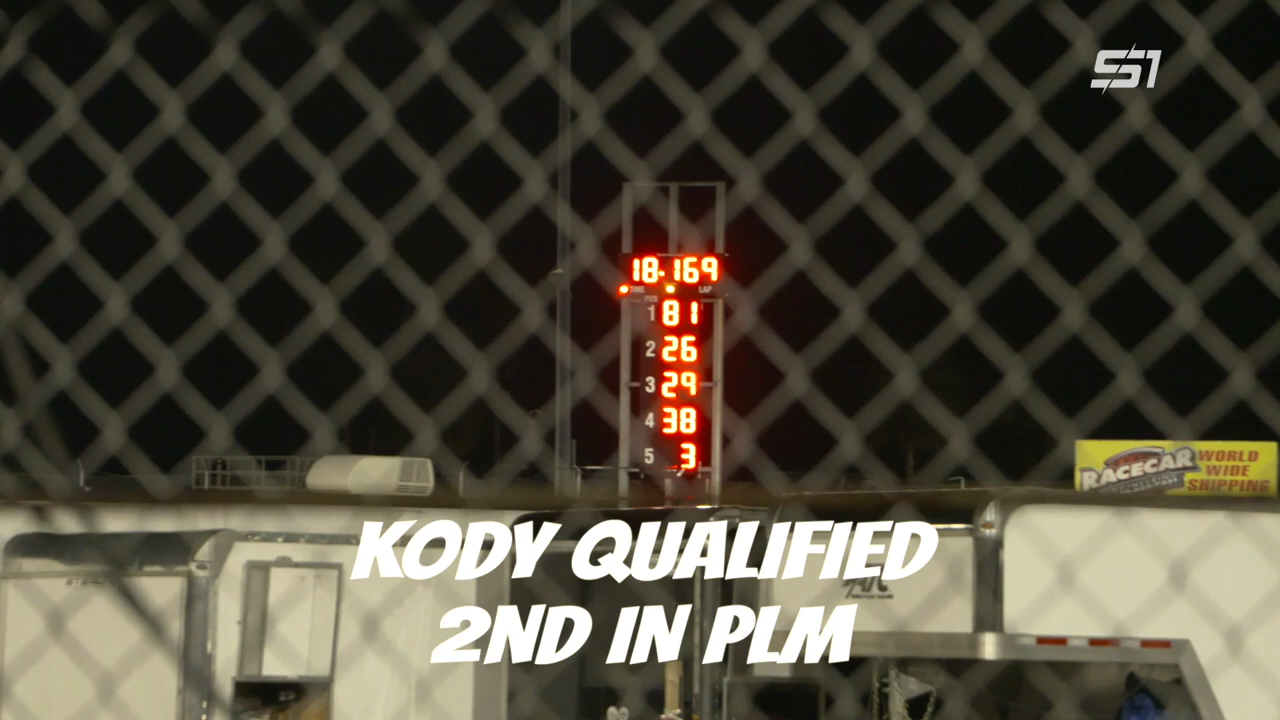 S51
18.169
TIME
LAP
POS
1 81
2 26
3 29
4 38
5 3
RACECAR
WORLD
WIDE
SHIPPING
KODY QUALIFIED
2ND IN PLM